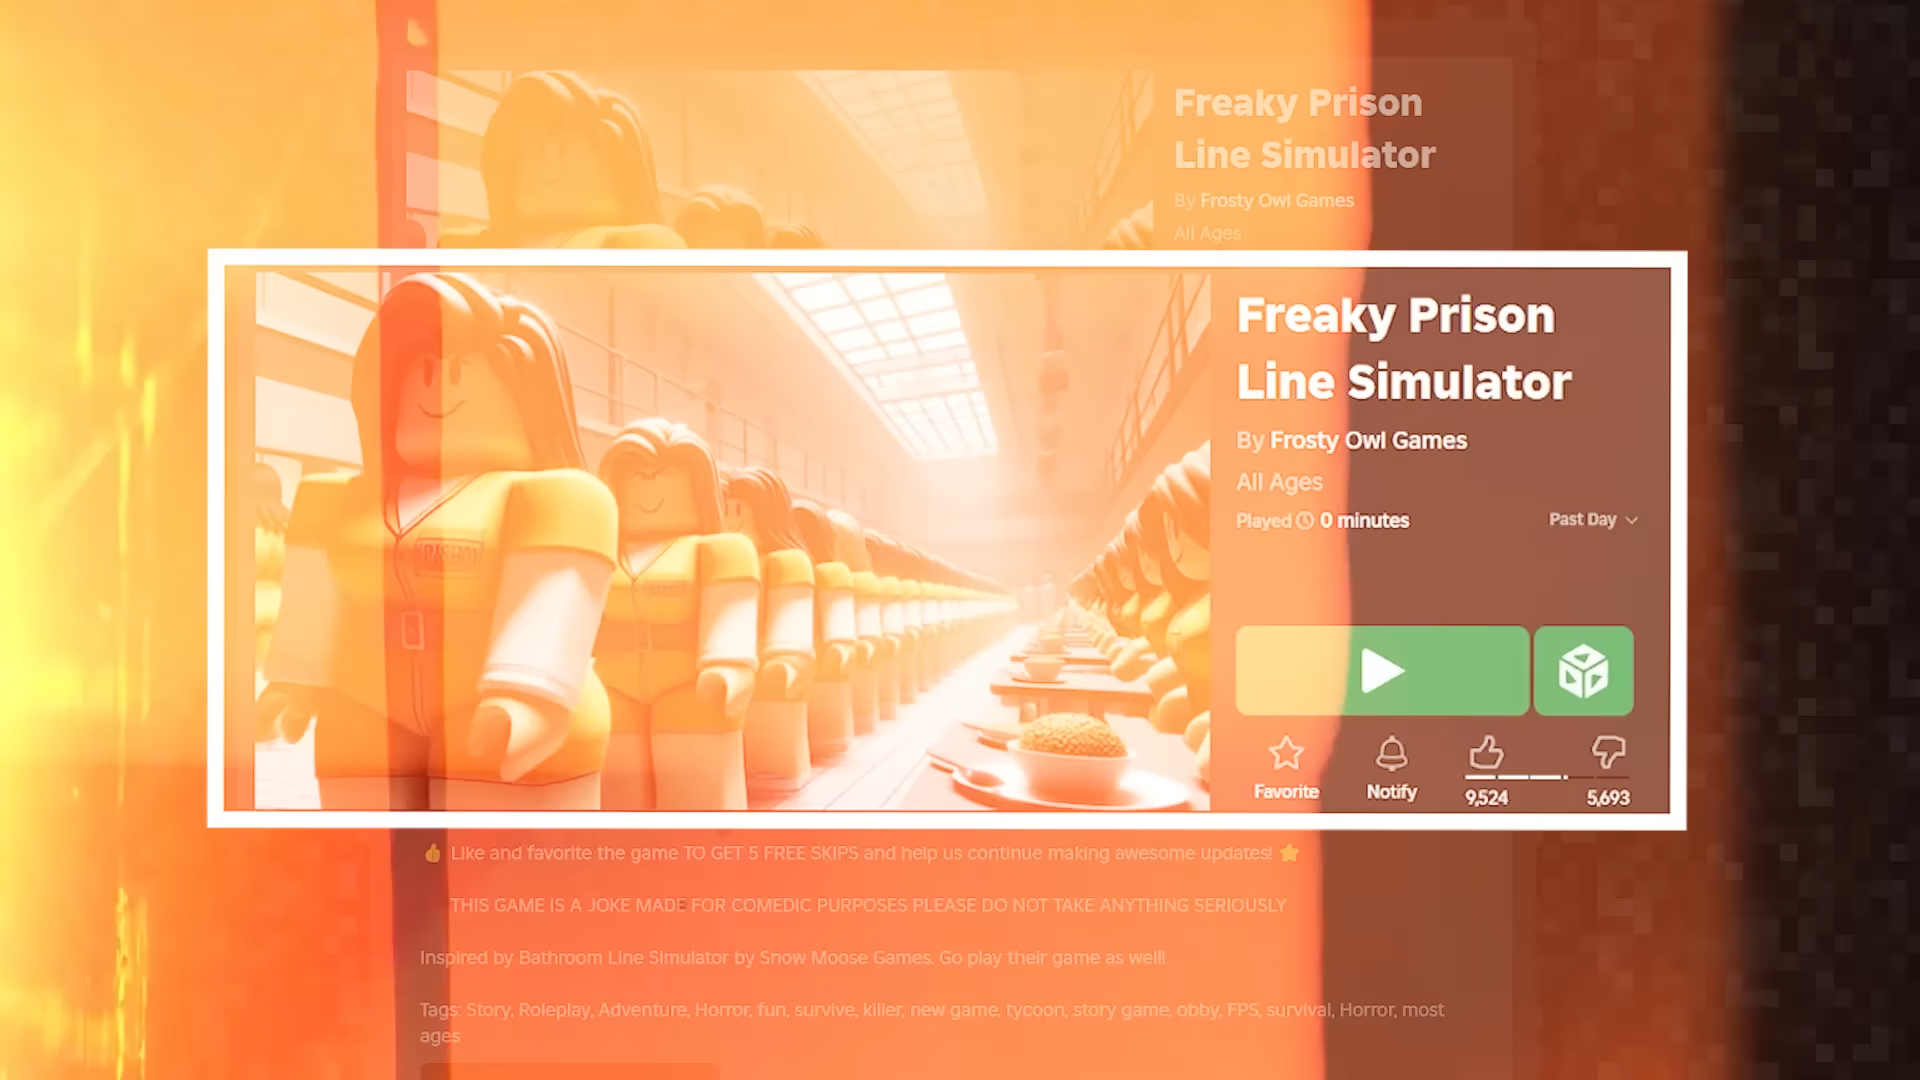 Freaky Prison
Line Simulator
By Frosty Owl Games
All Ages
Freaky Prison
Line Simulator
By Frosty Owl Games
All Ages
Played 0 minutes
Past Day
Favorite
Notify
9,524
5,693
👍 Like and favorite the game TO GET 5 FREE SKIPS and help us continue making awesome updates! ⭐
THIS GAME IS A JOKE MADE FOR COMEDIC PURPOSES PLEASE DO NOT TAKE ANYTHING SERIOUSLY
Inspired by Bathroom Line Simulator by Snow Moose Games. Go play their game as well!
Tags: Story, Roleplay, Adventure, Horror, fun, survive, killer, new game, tycoon, story game, obby, FPS, survival, Horror, most
ages